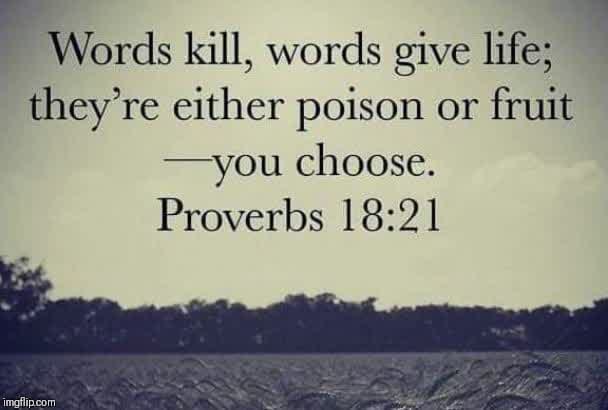 Words kill, words give life;
they're either poison or fruit
—you choose.
Proverbs 18:21
imgflip.com